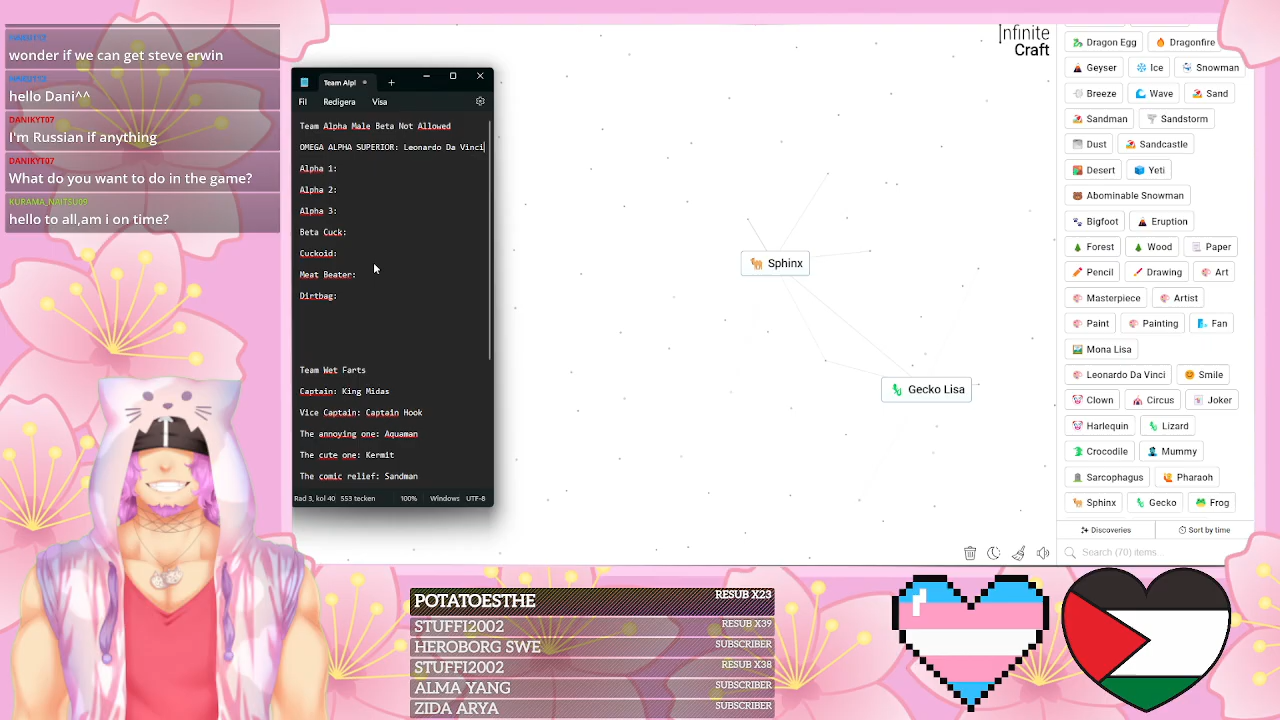 wonder if we can get steve erwin
hello Dani^^
DANIKYT07
I'm Russian if anything
DANIKYT07
What do you want to do in the game?
KURAMA_NAITSU09
hello to all,am i on time?
Team Alpl
Fil Redigera Visa
Team Alpha Male Beta Not Allowed
OMEGA ALPHA SUPERIOR: Leonardo Da Vinci
Alpha 1:
Alpha 2:
Alpha 3:
Beta Cuck:
Cuckoid:
Meat Beater:
Dirtbag:
Team Wet Farts
Captain: King Midas
Vice Captain: Captain Hook
The annoying one: Aquaman
The cute one: Kermit
The comic relief: Sandman
Rad 3, kol 40 553 tecken 100% Windows UTF-8
Sphinx
Gecko Lisa
Infinite
Craft
Dragon Egg Dragonfire
Geyser Ice Snowman
Breeze Wave Sand
Sandman Sandstorm
Dust Sandcastle
Desert Yeti
Abominable Snowman
Bigfoot Eruption
Forest Wood Paper
Pencil Drawing Art
Masterpiece Artist
Paint Painting Fan
Mona Lisa
Leonardo Da Vinci Smile
Clown Circus Joker
Harlequin Lizard
Crocodile Mummy
Sarcophagus Pharaoh
Sphinx Gecko Frog
Discoveries Sort by time
Search (70) items...
POTATOESTHE RESUB X23
STUFFI2002 RESUB X39
HEROBORG SWE SUBSCRIBER
STUFFI2002 RESUB X38
ALMA YANG SUBSCRIBER
ZIDA ARYA SUBSCRIBER